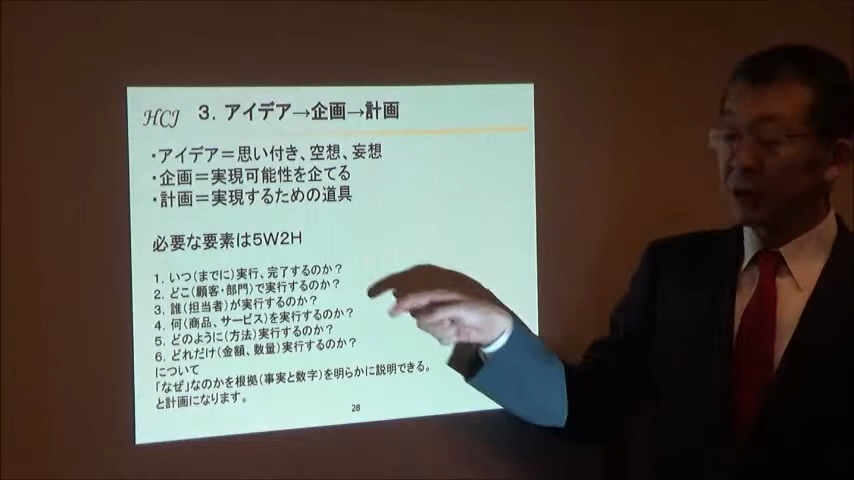 HCJ 3. アイデア→企画→計画
・アイデア＝思い付き、空想、妄想
・企画＝実現可能性を企てる
・計画＝実現するための道具
必要な要素は5W2H
1. いつ(までに)実行、完了するのか?
2. どこ(顧客・部門)で実行するのか?
3. 誰(担当者)が実行するのか?
4. 何(商品、サービス)を実行するのか?
5. どのように(方法)実行するのか?
6. どれだけ(金額、数量)実行するのか?
について
「なぜ」なのかを根拠(事実と数字)を明らかに説明できる。
と計画になります。
28